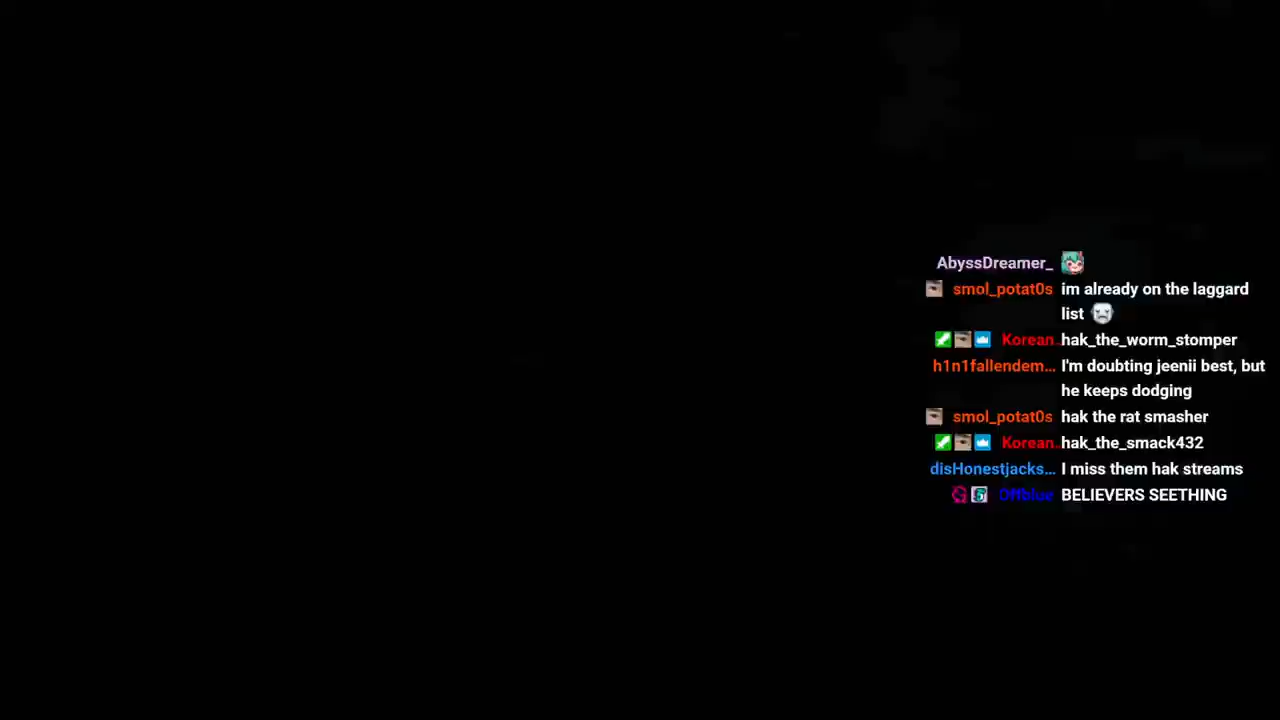 AbyssDreamer_
smol_potat0s im already on the laggard
list
Korean… hak_the_worm_stomper
h1n1fallendem… I'm doubting jeenii best, but
he keeps dodging
smol_potat0s hak the rat smasher
Korean… hak_the_smack432
disHonestjacks… I miss them hak streams
Offblue BELIEVERS SEETHING